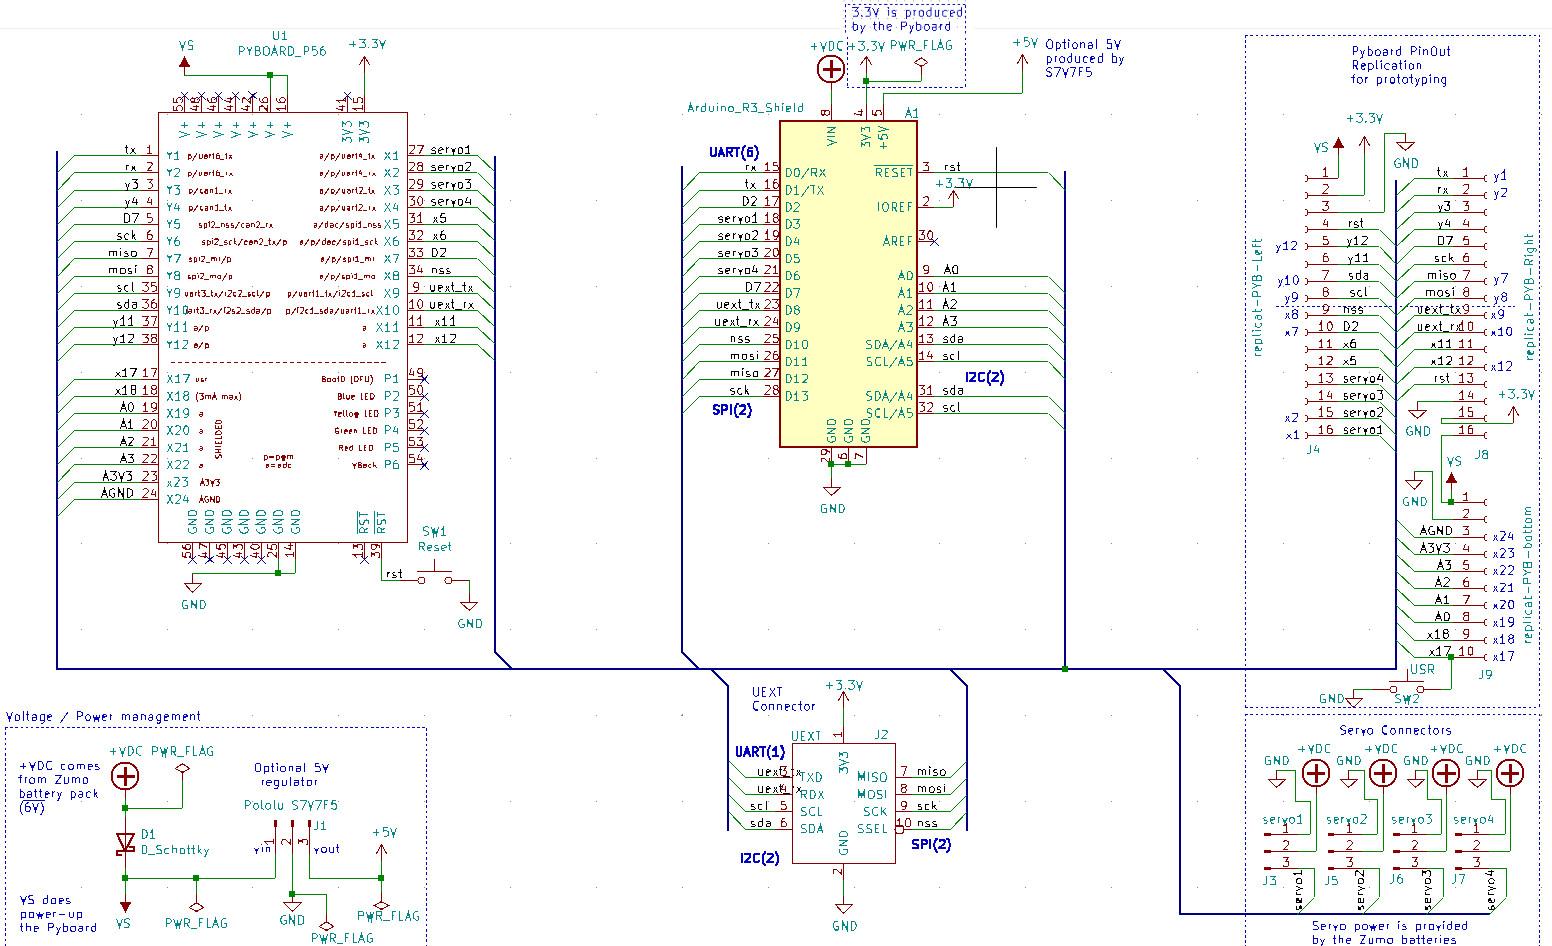 3.3V is produced
by the Pyboard
U1
PYBOARD_P56
VS
+3.3V
55 48 46 44 42 26 16 41 15
V+ V+ V+ V+ V+ V+ V+ 3V3 3V3
tx 1 Y1 p/uart6_tx a/p/uart4_tx X1 27 servo1
rx 2 Y2 p/uart6_rx a/p/uart4_rx X2 28 servo2
y3 3 Y3 p/can1_rx a/p/uart2_tx X3 29 servo3
y4 4 Y4 p/can1_tx a/p/uart2_rx X4 30 servo4
D7 5 Y5 spi2_nss/can2_rx a/dac/spi1_nss X5 31 x5
sck 6 Y6 spi2_sck/can2_tx/p a/p/dac/spi1_sck X6 32 x6
miso 7 Y7 spi2_mi/p a/p/spi1_mi X7 33 D2
mosi 8 Y8 spi2_mo/p a/p/spi1_mo X8 34 nss
scl 35 Y9 uart3_tx/i2c2_scl/p p/uart1_tx/i2c1_scl X9 9 uext_tx
sda 36 Y10 uart3_rx/i2s2_sda/p p/i2c1_sda/uart1_rx X10 10 uext_rx
y11 37 Y11 a/p a X11 11 x11
y12 38 Y12 a/p a X12 12 x12
x17 17 X17 usr Boot0 (DFU) P1 49
x18 18 X18 (3mA max) Blue LED P2 50
A0 19 X19 a Yellow LED P3 51
A1 20 X20 a Green LED P4 52
A2 21 X21 a Red LED P5 53
A3 22 X22 a YBack P6 54
SHIELDED
p=pwm
a=adc
A3V3 23 x23 A3V3
AGND 24 X24 AGND
GND GND GND GND GND GND GND RST RST
56 47 45 43 40 25 14 13 39
GND
SW1
Reset
rst
GND
+VDC +3.3V PWR_FLAG
+5V
Optional 5V
produced by
S7V7F5
Arduino_R3_Shield
A1
8 4 5
VIN 3V3 +5V
UART(6)
rx 15 D0/RX RESET 3 rst
tx 16 D1/TX +3.3V
D2 17 D2 IOREF 2
servo1 18 D3
servo2 19 D4 AREF 30
servo3 20 D5
servo4 21 D6 A0 9 A0
D7 22 D7 A1 10 A1
uext_tx 23 D8 A2 11 A2
uext_rx 24 D9 A3 12 A3
nss 25 D10 SDA/A4 13 sda
mosi 26 D11 SCL/A5 14 scl
miso 27 D12 I2C(2)
sck 28 D13 SDA/A4 31 sda
SPI(2) SCL/A5 32 scl
GND GND GND
29 6 7
GND
Pyboard PinOut
Replication
for prototyping
+3.3V
VS
GND
replicat-PYB-Left
1
2
3
4 rst
y12 5 y12
6 y11
y10 7 sda
y9 8 scl
x8 9 nss
x7 10 D2
11 x6
12 x5
13 servo4
14 servo3
x2 15 servo2
x1 16 servo1
J4
replicat-PYB-Right
tx 1 y1
rx 2 y2
y3 3
y4 4
D7 5
sck 6
miso 7 y7
mosi 8 y8
uext_tx 9 x9
uext_rx 10 x10
x11 11
x12 12 x12
rst 13
14 +3.3V
15
GND
16
J8
VS
GND
replicat-PYB-bottom
1
2
AGND 3 x24
A3V3 4 x23
A3 5 x22
A2 6 x21
A1 7 x20
A0 8 x19
x18 9 x18
x17 10 x17
J9
USR
GND
SW2
Voltage / Power management
+VDC comes
from Zumo
battery pack
(6V)
+VDC PWR_FLAG
D1
D_Schottky
VS does
power-up
the Pyboard
VS
PWR_FLAG
Optional 5V
regulator
Pololu S7V7F5
J1
1 2 3
vin vout
+5V
GND
PWR_FLAG
PWR_FLAG
UEXT
Connector
+3.3V
UEXT
J2
1
3V3
UART(1)
uext_tx 3 TXD MISO 7 miso
uext_rx 4 RDX MOSI 8 mosi
scl 5 SCL SCK 9 sck
sda 6 SDA SSEL 10 nss
I2C(2)
SPI(2)
GND
2
GND
Servo Connectors
+VDC +VDC +VDC +VDC
GND GND GND GND
servo1 servo2 servo3 servo4
1 1 1 1
2 2 2 2
3 3 3 3
J3 J5 J6 J7
servo1 servo2 servo3 servo4
Servo power is provided
by the Zumo batteries